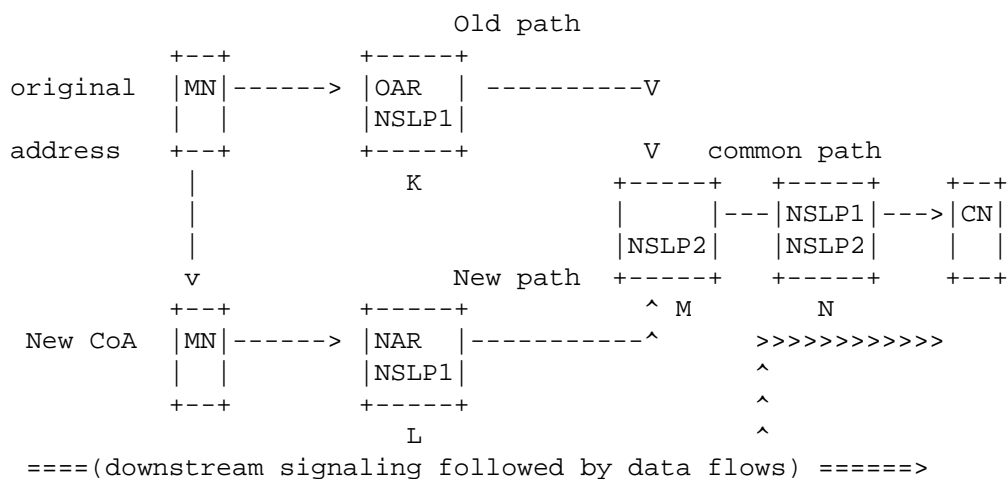 Old path
             +--+        +-----+
original     |MN|------> |OAR  | ----------V
             |  |        |NSLP1|
address      +--+        +-----+           V   common path
              |             K            +-----+   +-----+    +--+
              |                          |     |---|NSLP1|--->|CN|
              |                          |NSLP2|   |NSLP2|    |  |
              v                New path  +-----+   +-----+    +--+
             +--+        +-----+           ^ M        N
 New CoA     |MN|------> |NAR  |-----------^      >>>>>>>>>>>>
             |  |        |NSLP1|                  ^
             +--+        +-----+                  ^
                            L                     ^
 ====(downstream signaling followed by data flows) ======>